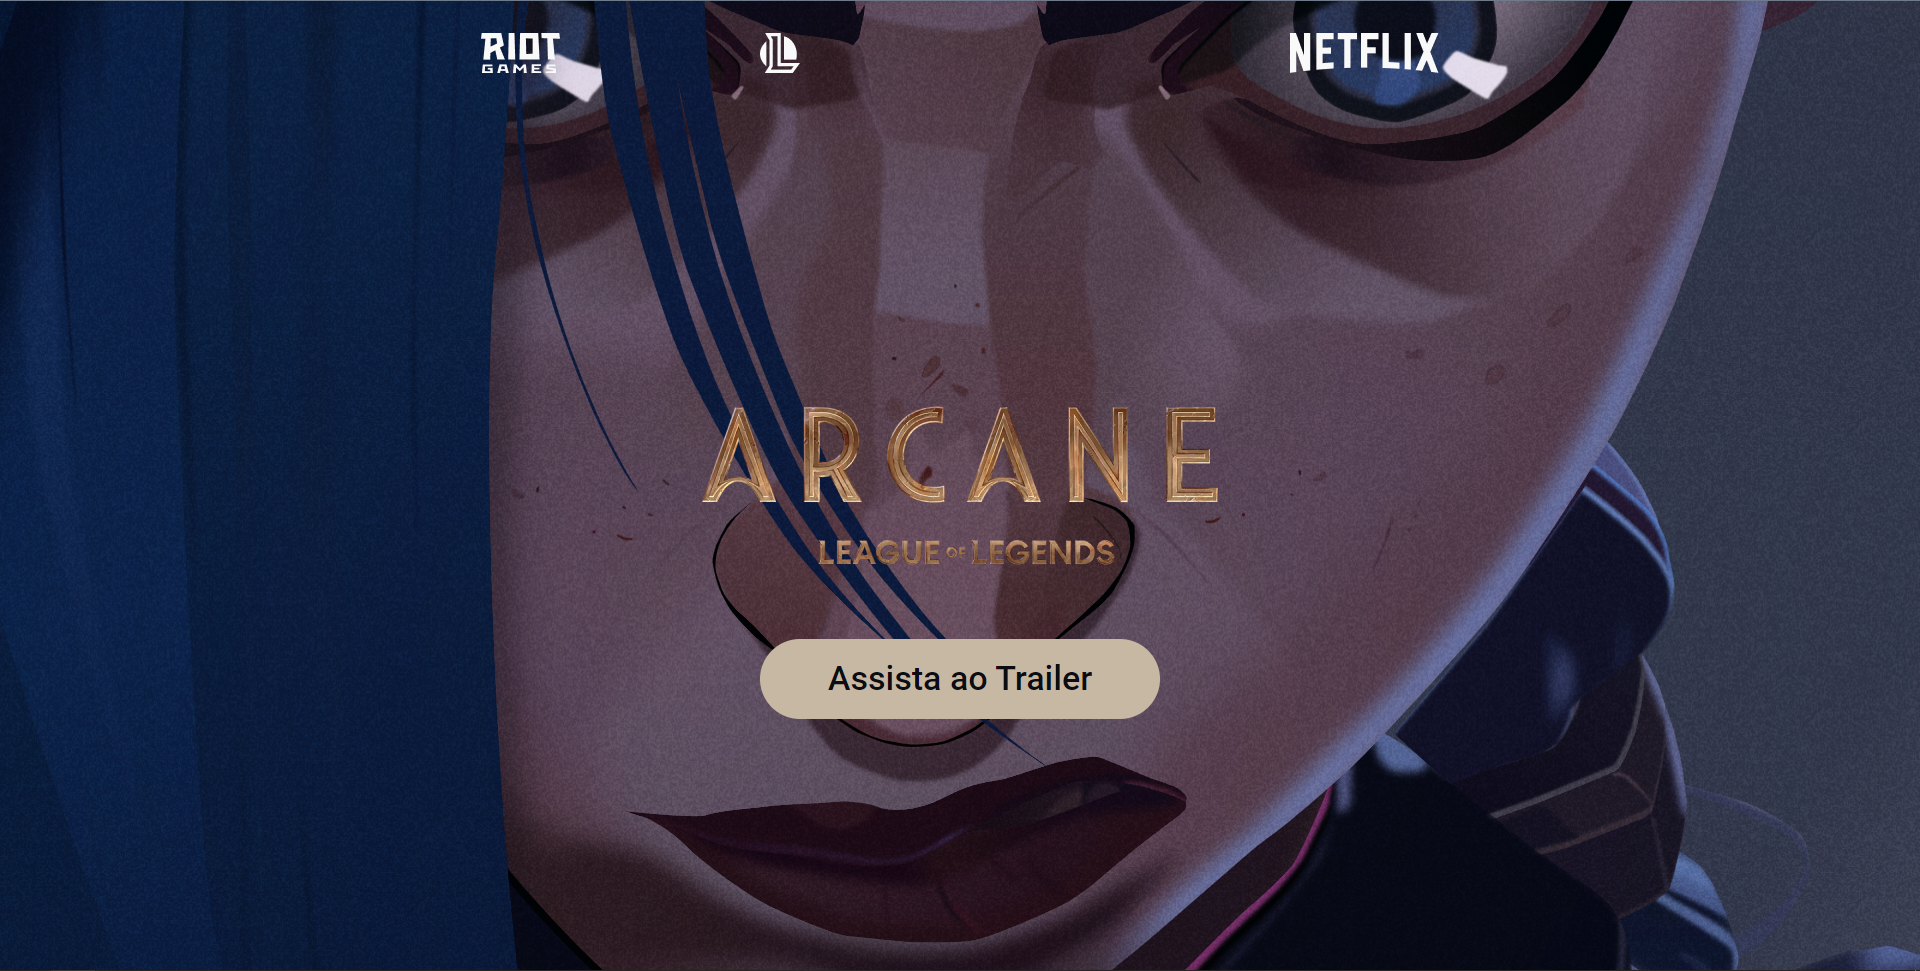 RIOT
GAMES
L
NETFLIX
ARCANE
LEAGUE OF LEGENDS
Assista ao Trailer